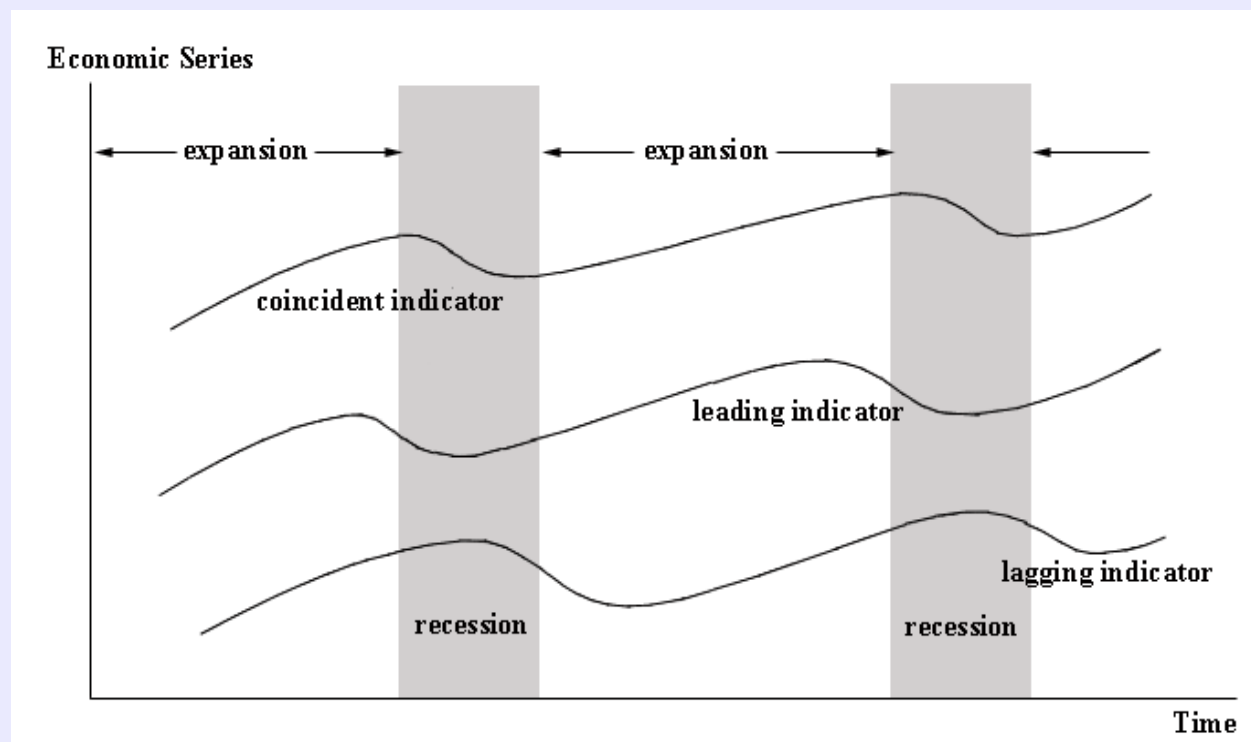 Economic Series
expansion expansion
coincident indicator
leading indicator
lagging indicator
recession recession
Time